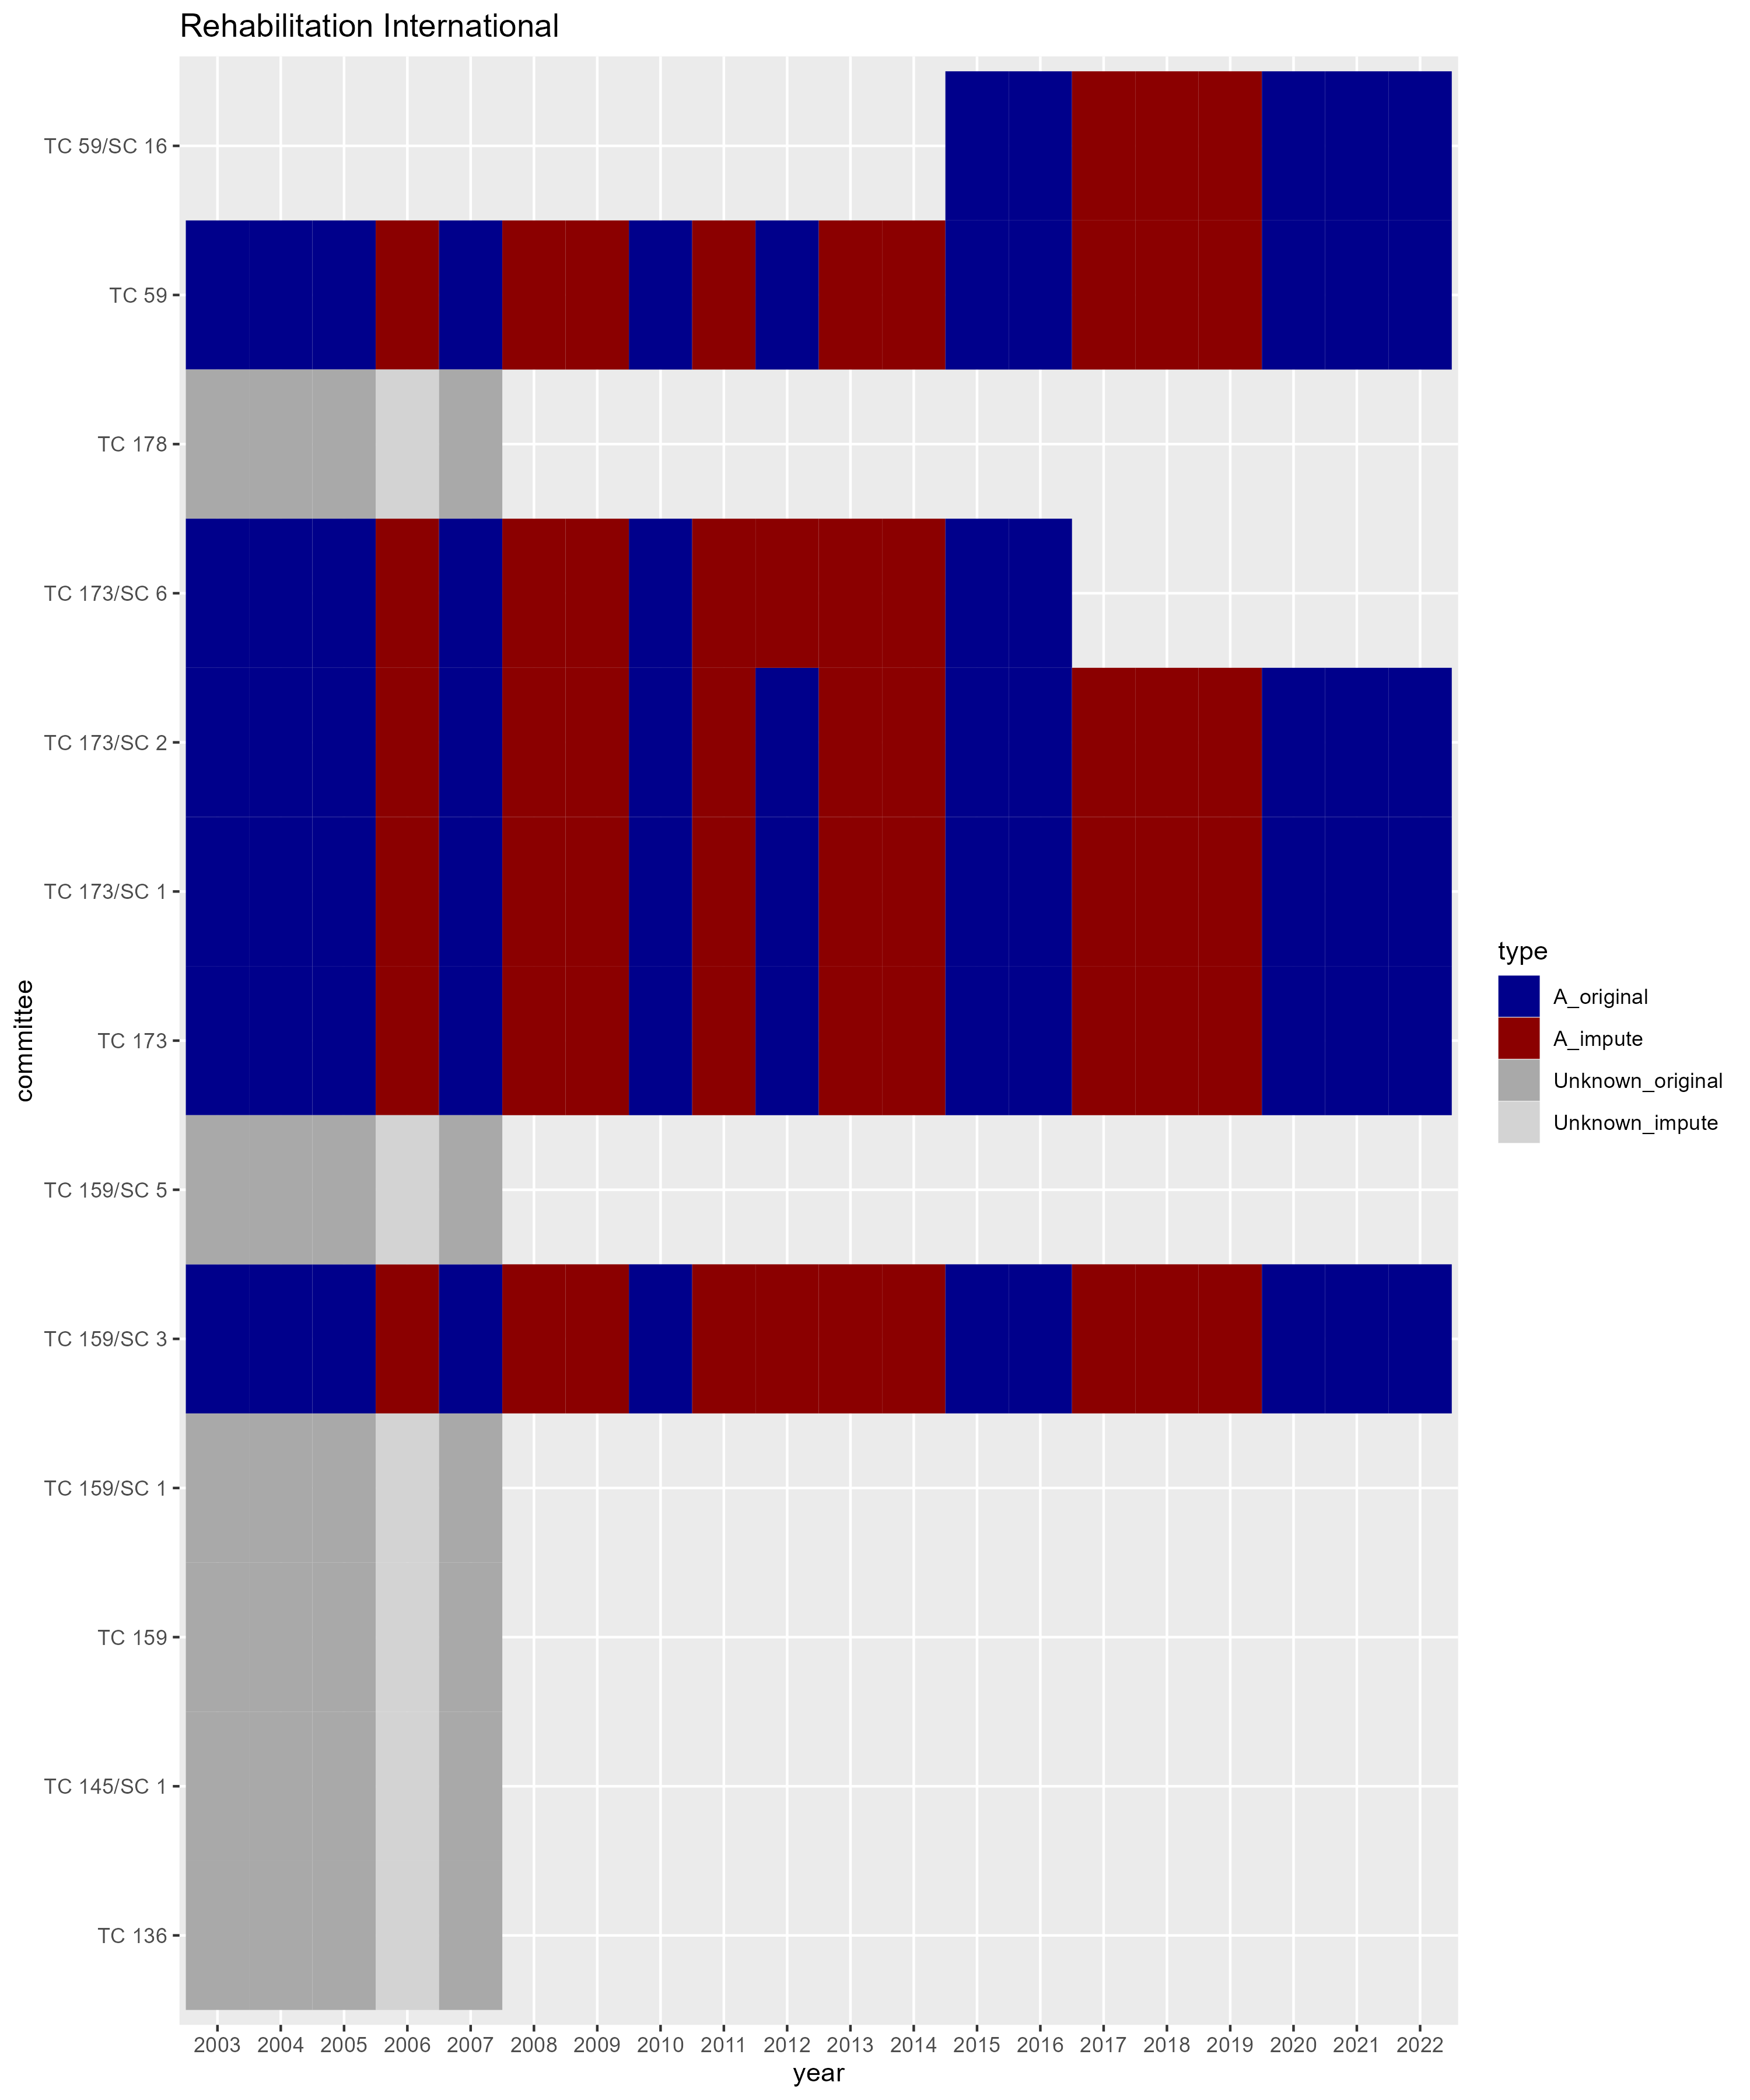 Rehabilitation International
TC 59/SC 16
TC 59
TC 178
TC 173/SC 6
TC 173/SC 2
TC 173/SC 1
TC 173
TC 159/SC 5
TC 159/SC 3
TC 159/SC 1
TC 159
TC 145/SC 1
TC 136
committee
2003 2004 2005 2006 2007 2008 2009 2010 2011 2012 2013 2014 2015 2016 2017 2018 2019 2020 2021 2022
year
type
A_original
A_impute
Unknown_original
Unknown_impute